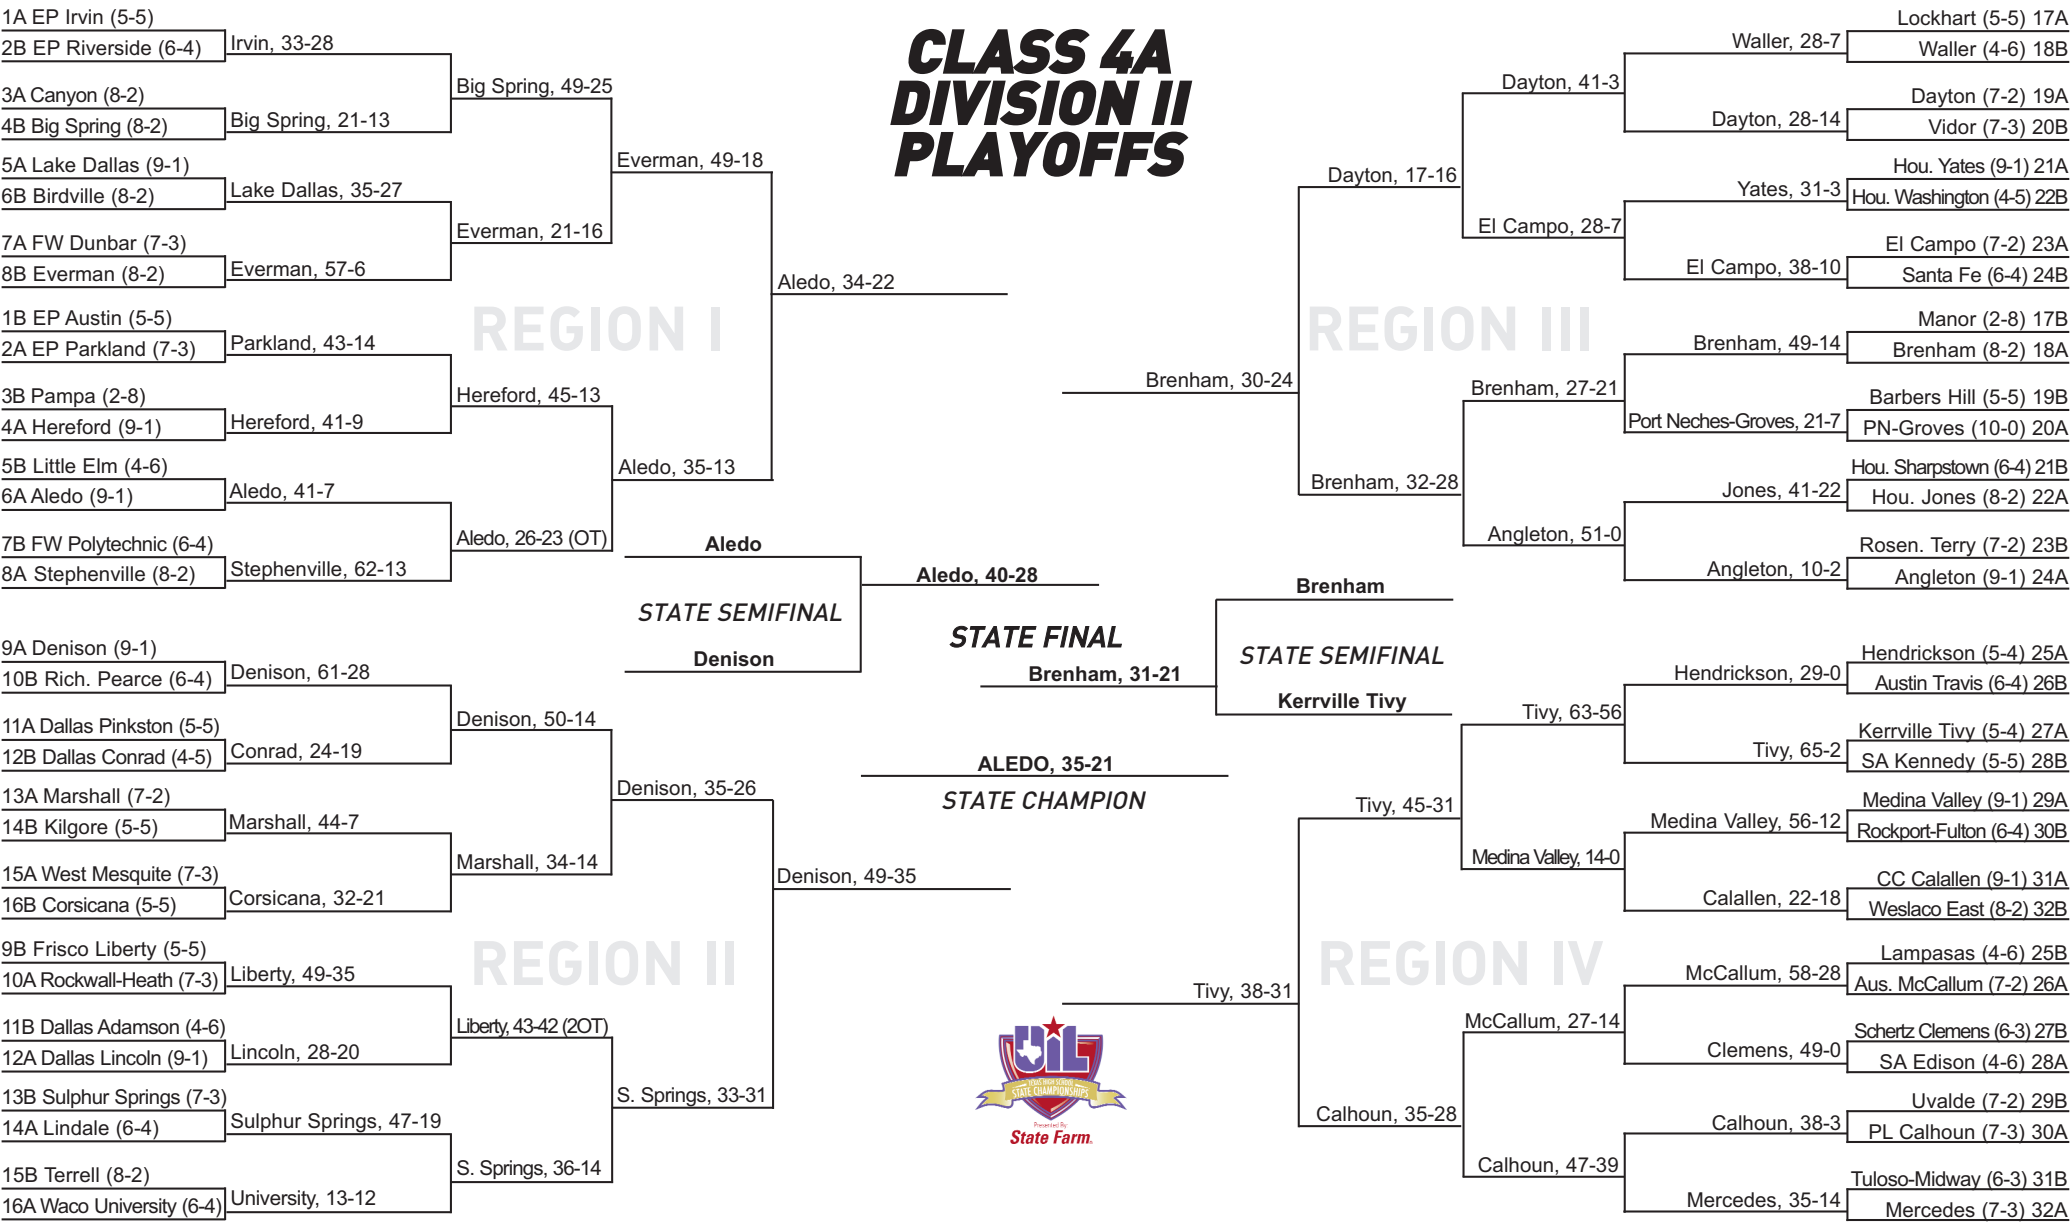 CLASS 4A
DIVISION II
PLAYOFFS
1A EP Irvin (5-5)
2B EP Riverside (6-4)
3A Canyon (8-2)
4B Big Spring (8-2)
5A Lake Dallas (9-1)
6B Birdville (8-2)
7A FW Dunbar (7-3)
8B Everman (8-2)
1B EP Austin (5-5)
2A EP Parkland (7-3)
3B Pampa (2-8)
4A Hereford (9-1)
5B Little Elm (4-6)
6A Aledo (9-1)
7B FW Polytechnic (6-4)
8A Stephenville (8-2)
Irvin, 33-28
Big Spring, 21-13
Lake Dallas, 35-27
Everman, 57-6
Parkland, 43-14
Hereford, 41-9
Aledo, 41-7
Stephenville, 62-13
Big Spring, 49-25
Everman, 21-16
Hereford, 45-13
Aledo, 26-23 (OT)
Everman, 49-18
Aledo, 35-13
Aledo, 34-22
REGION I
9A Denison (9-1)
10B Rich. Pearce (6-4)
11A Dallas Pinkston (5-5)
12B Dallas Conrad (4-5)
13A Marshall (7-2)
14B Kilgore (5-5)
15A West Mesquite (7-3)
16B Corsicana (5-5)
9B Frisco Liberty (5-5)
10A Rockwall-Heath (7-3)
11B Dallas Adamson (4-6)
12A Dallas Lincoln (9-1)
13B Sulphur Springs (7-3)
14A Lindale (6-4)
15B Terrell (8-2)
16A Waco University (6-4)
Denison, 61-28
Conrad, 24-19
Marshall, 44-7
Corsicana, 32-21
Liberty, 49-35
Lincoln, 28-20
Sulphur Springs, 47-19
University, 13-12
Denison, 50-14
Marshall, 34-14
Liberty, 43-42 (2OT)
S. Springs, 36-14
Denison, 35-26
S. Springs, 33-31
Denison, 49-35
REGION II
Aledo
STATE SEMIFINAL
Denison
Aledo, 40-28
STATE FINAL
Brenham, 31-21
Brenham
STATE SEMIFINAL
Kerrville Tivy
ALEDO, 35-21
STATE CHAMPION
Lockhart (5-5) 17A
Waller (4-6) 18B
Dayton (7-2) 19A
Vidor (7-3) 20B
Hou. Yates (9-1) 21A
Hou. Washington (4-5) 22B
El Campo (7-2) 23A
Santa Fe (6-4) 24B
Manor (2-8) 17B
Brenham (8-2) 18A
Barbers Hill (5-5) 19B
PN-Groves (10-0) 20A
Hou. Sharpstown (6-4) 21B
Hou. Jones (8-2) 22A
Rosen. Terry (7-2) 23B
Angleton (9-1) 24A
Waller, 28-7
Dayton, 28-14
Yates, 31-3
El Campo, 38-10
Brenham, 49-14
Port Neches-Groves, 21-7
Jones, 41-22
Angleton, 10-2
Dayton, 41-3
El Campo, 28-7
Brenham, 27-21
Angleton, 51-0
Dayton, 17-16
Brenham, 32-28
Brenham, 30-24
REGION III
Hendrickson (5-4) 25A
Austin Travis (6-4) 26B
Kerrville Tivy (5-4) 27A
SA Kennedy (5-5) 28B
Medina Valley (9-1) 29A
Rockport-Fulton (6-4) 30B
CC Calallen (9-1) 31A
Weslaco East (8-2) 32B
Lampasas (4-6) 25B
Aus. McCallum (7-2) 26A
Schertz Clemens (6-3) 27B
SA Edison (4-6) 28A
Uvalde (7-2) 29B
PL Calhoun (7-3) 30A
Tuloso-Midway (6-3) 31B
Mercedes (7-3) 32A
Hendrickson, 29-0
Tivy, 65-2
Medina Valley, 56-12
Calallen, 22-18
McCallum, 58-28
Clemens, 49-0
Calhoun, 38-3
Mercedes, 35-14
Tivy, 63-56
Medina Valley, 14-0
McCallum, 27-14
Calhoun, 47-39
Tivy, 45-31
Calhoun, 35-28
Tivy, 38-31
REGION IV
UIL
TEXAS HIGH SCHOOL
STATE CHAMPIONSHIPS
Presented By
State Farm.